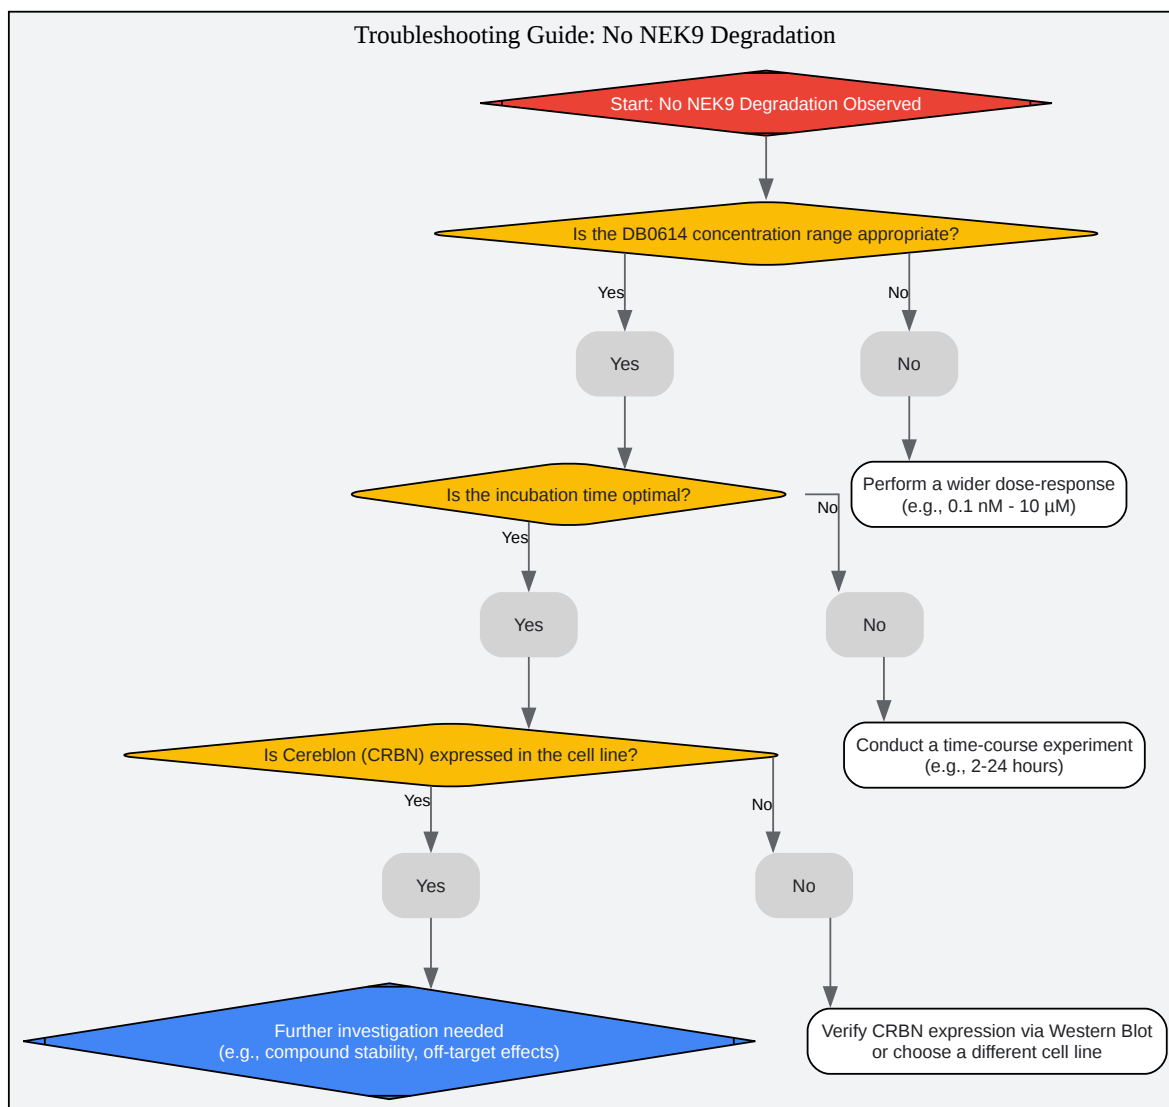 Troubleshooting Guide: No NEK9 Degradation
Start: No NEK9 Degradation Observed
Is the DB0614 concentration range appropriate?
Yes
No
Yes
No
Is the incubation time optimal?
Perform a wider dose-response
(e.g., 0.1 nM - 10 µM)
Yes
No
Yes
No
Is Cereblon (CRBN) expressed in the cell line?
Conduct a time-course experiment
(e.g., 2-24 hours)
Yes
No
Yes
No
Further investigation needed
(e.g., compound stability, off-target effects)
Verify CRBN expression via Western Blot
or choose a different cell line